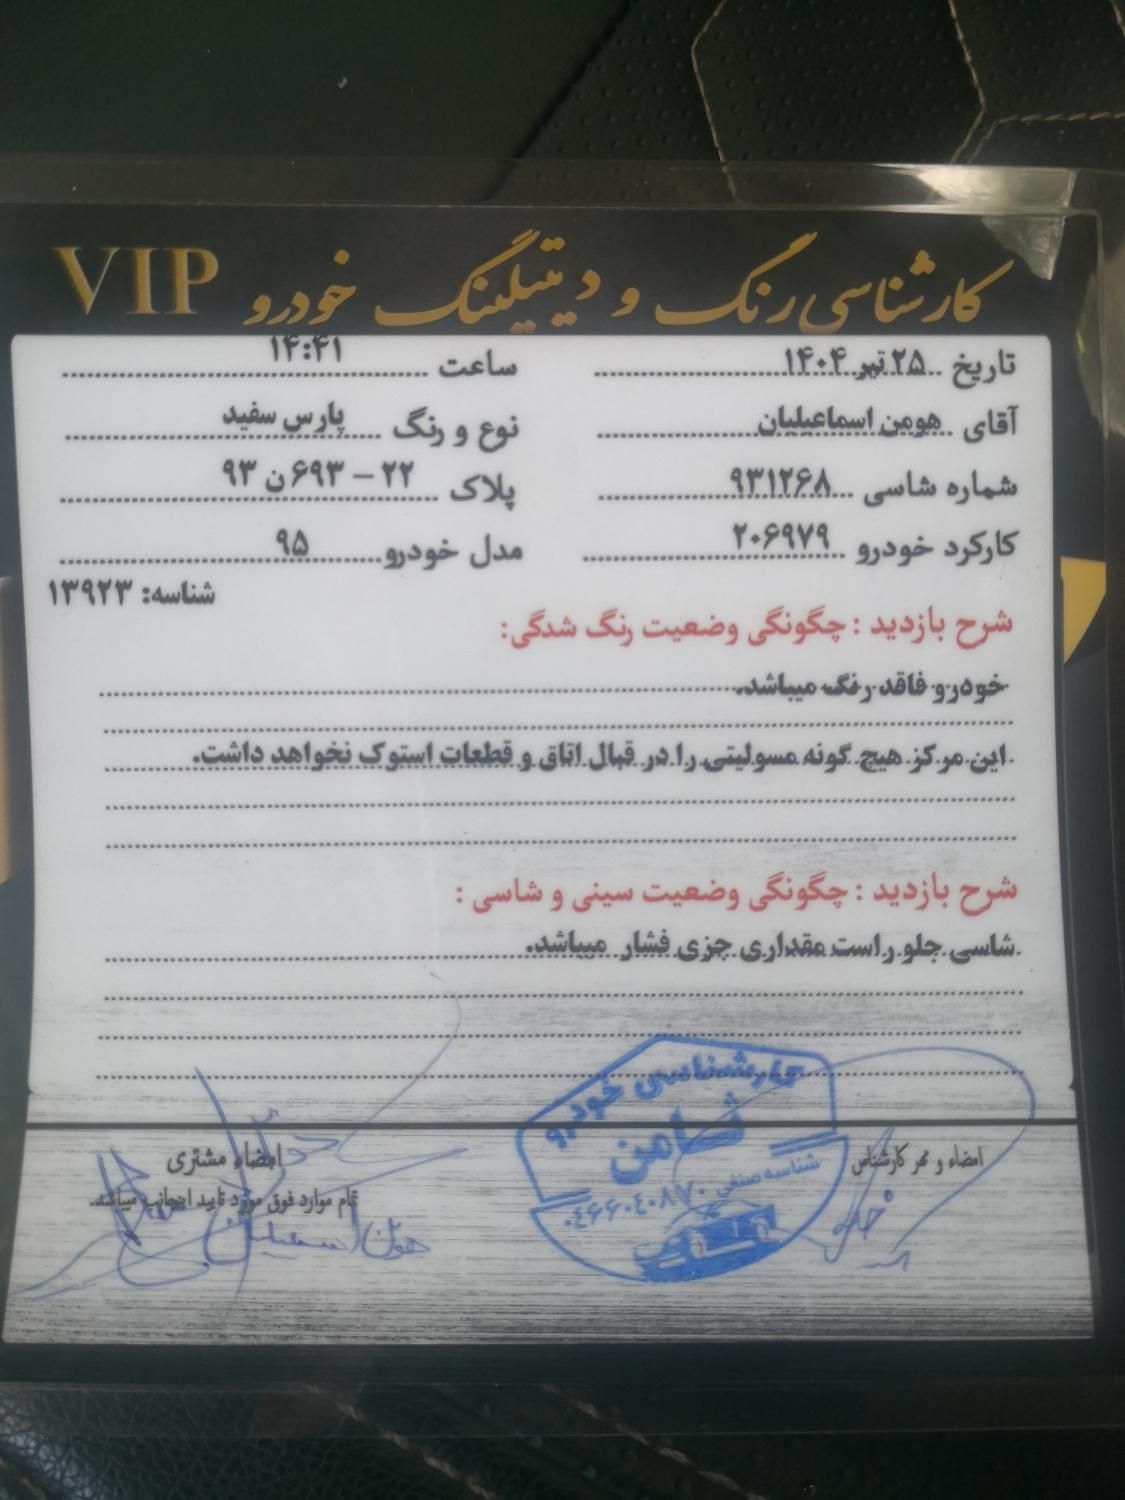 کارشناسی رنگ و دیتیلینگ خودرو VIP
تاریخ ۲۵ تیر ۱۴۰۴ ساعت ۱۴:۴۱
آقای هومن اسماعیلیان نوع و رنگ پارس سفید
شماره شاسی ۹۳۱۲۶۸ پلاک ۲۲ - ۶۹۳ ن ۹۳
کارکرد خودرو ۲۰۶۹۷۹ مدل خودرو ۹۵
شناسه: ۱۳۹۲۳
شرح بازدید : چگونگی وضعیت رنگ شدگی:
خودرو فاقد رنگ میباشد.
این مرکز هیچ گونه مسولیتی را در قبال اتاق و قطعات استوک نخواهد داشت.
شرح بازدید : چگونگی وضعیت سینی و شاسی :
شاسی جلو راست مقداری جزی فشار میباشد.
کارشناسی خودرو
ثامن
شناسه صنفی ۰۴۶۶۰۴۰۸۷۰
امضاء و مهر کارشناس
امضاء مشتری
تمام موارد فوق مورد تایید اینجانب میباشد.
هومن اسماعیلیان